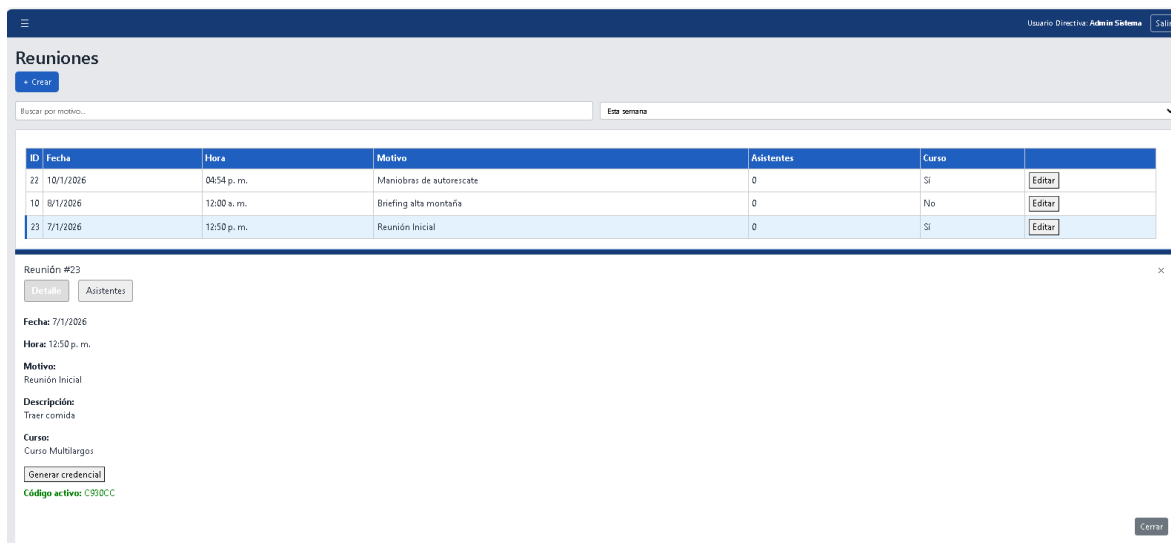 ☰ Usuario Directiva: Admin Sistema Salir
Reuniones
+ Crear
Buscar por motivo... Esta semana
ID Fecha Hora Motivo Asistentes Curso
22 10/1/2026 04:54 p. m. Maniobras de autorescate 0 Sí Editar
10 8/1/2026 12:00 a. m. Briefing alta montaña 0 No Editar
23 7/1/2026 12:50 p. m. Reunión Inicial 0 Sí Editar
Reunión #23 ×
Detalle Asistentes
Fecha: 7/1/2026
Hora: 12:50 p. m.
Motivo:
Reunión Inicial
Descripción:
Traer comida
Curso:
Curso Multilargos
Generar credencial
Código activo: C930CC
Cerrar